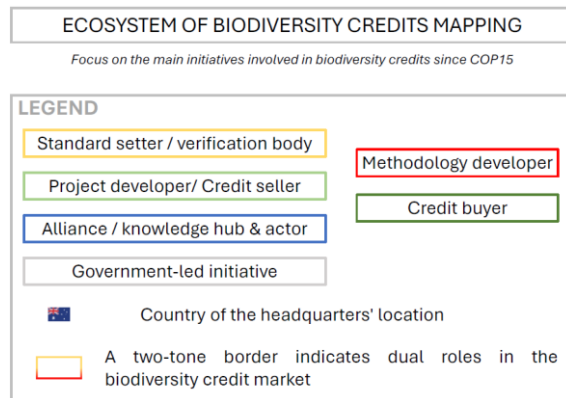 ECOSYSTEM OF BIODIVERSITY CREDITS MAPPING
Focus on the main initiatives involved in biodiversity credits since COP15
LEGEND
Standard setter / verification body
Methodology developer
Project developer/ Credit seller
Credit buyer
Alliance / knowledge hub & actor
Government-led initiative
Country of the headquarters' location
A two-tone border indicates dual roles in the
biodiversity credit market